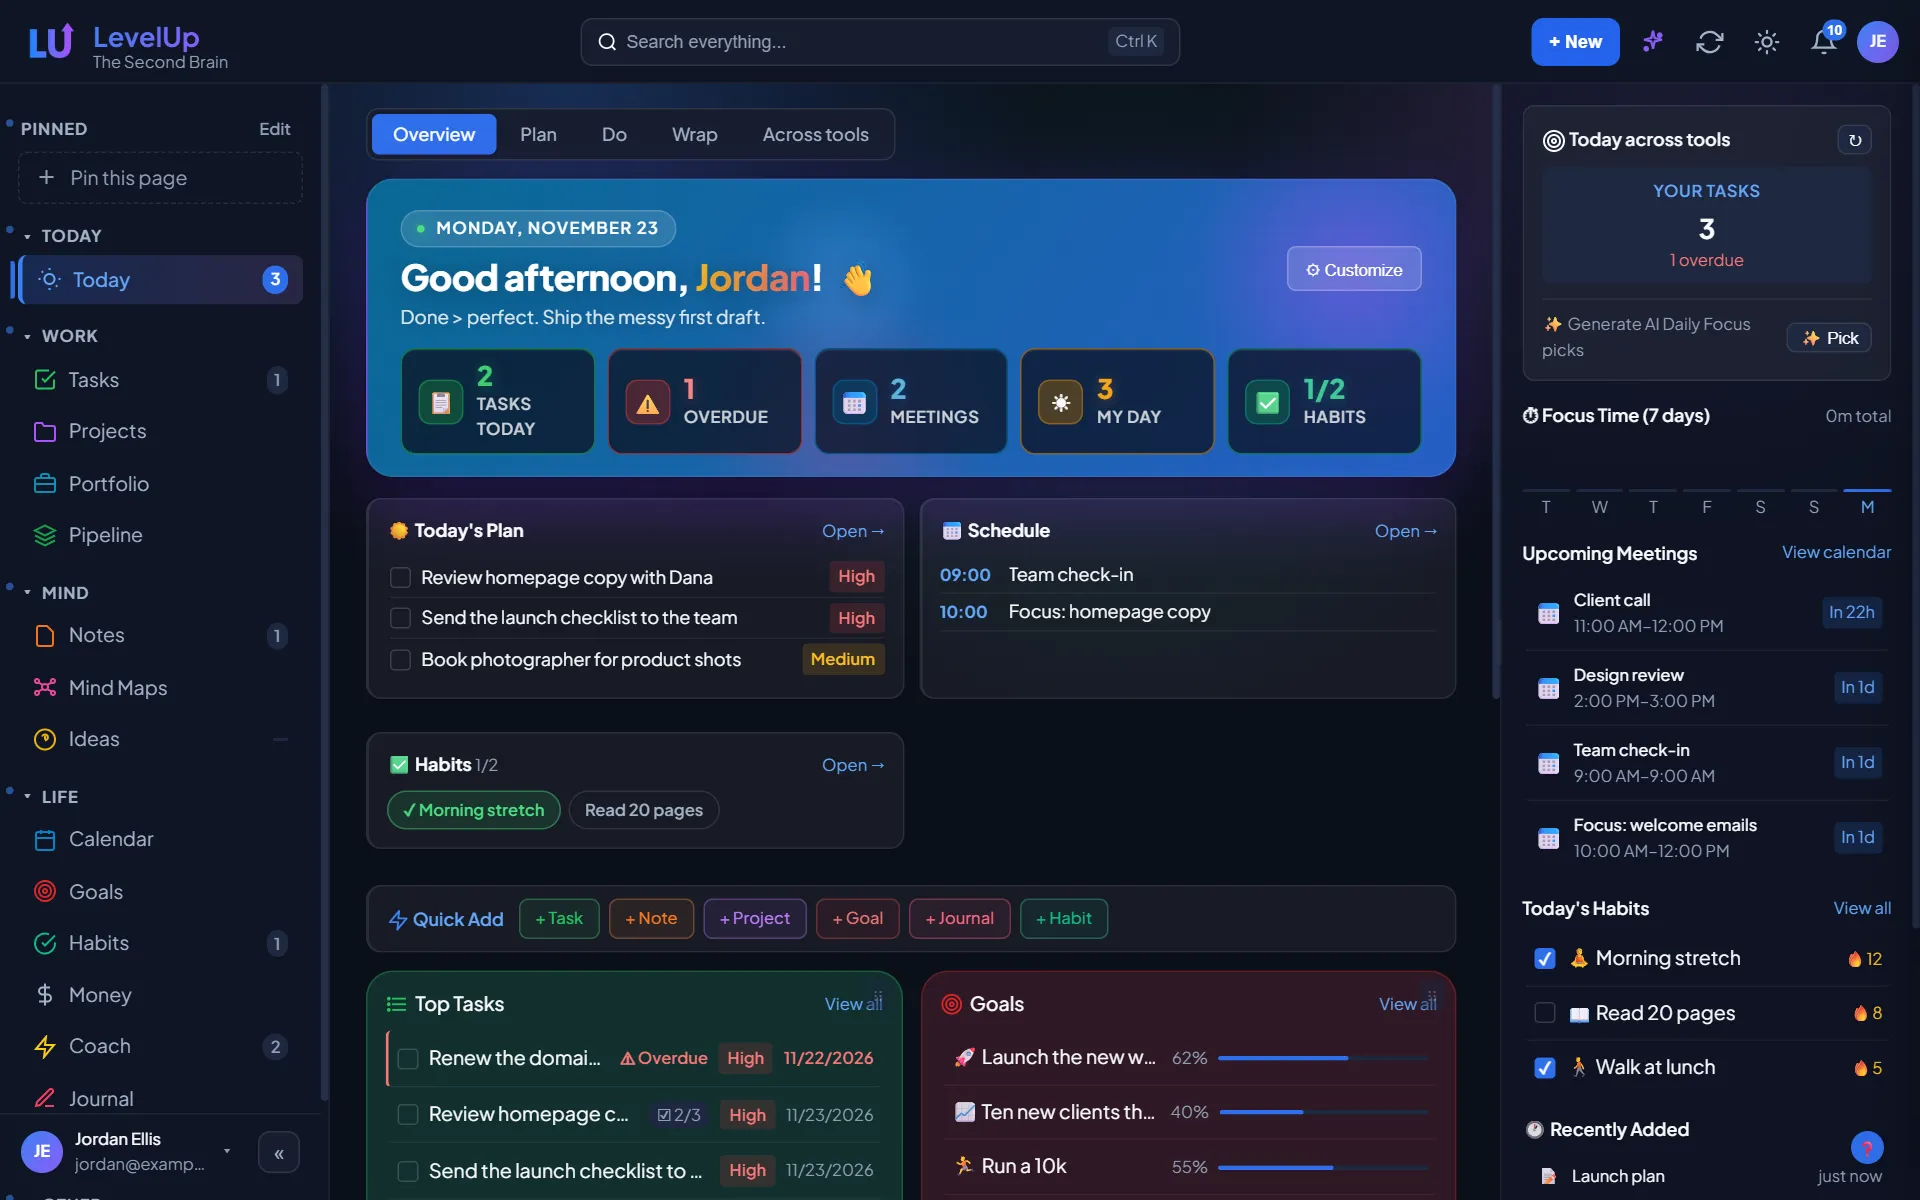 LU LevelUp
The Second Brain
Search everything... Ctrl K
+ New
10
JE
PINNED Edit
+ Pin this page
TODAY
Today 3
WORK
Tasks 1
Projects
Portfolio
Pipeline
MIND
Notes 1
Mind Maps
Ideas
LIFE
Calendar
Goals
Habits 1
Money
Coach 2
Journal
JE Jordan Ellis
jordan@examp...
«
Overview Plan Do Wrap Across tools
MONDAY, NOVEMBER 23
Good afternoon, Jordan! 👋
Done > perfect. Ship the messy first draft.
Customize
2
TASKS
TODAY
1
OVERDUE
2
MEETINGS
3
MY DAY
1/2
HABITS
Today's Plan Open →
Review homepage copy with Dana High
Send the launch checklist to the team High
Book photographer for product shots Medium
Schedule Open →
09:00 Team check-in
10:00 Focus: homepage copy
Habits 1/2 Open →
✓ Morning stretch Read 20 pages
Quick Add + Task + Note + Project + Goal + Journal + Habit
Top Tasks View all
Renew the domai... ⚠ Overdue High 11/22/2026
Review homepage c... ☑ 2/3 High 11/23/2026
Send the launch checklist to ... High 11/23/2026
Goals View all
🚀 Launch the new w... 62%
📈 Ten new clients th... 40%
🏃 Run a 10k 55%
Today across tools ↻
YOUR TASKS
3
1 overdue
✨ Generate AI Daily Focus
picks
✨ Pick
⏱ Focus Time (7 days) 0m total
T W T F S S M
Upcoming Meetings View calendar
Client call
11:00 AM–12:00 PM In 22h
Design review
2:00 PM–3:00 PM In 1d
Team check-in
9:00 AM–9:00 AM In 1d
Focus: welcome emails
10:00 AM–12:00 PM In 1d
Today's Habits View all
Morning stretch 🔥 12
Read 20 pages 🔥 8
Walk at lunch 🔥 5
Recently Added
?
Launch plan just now